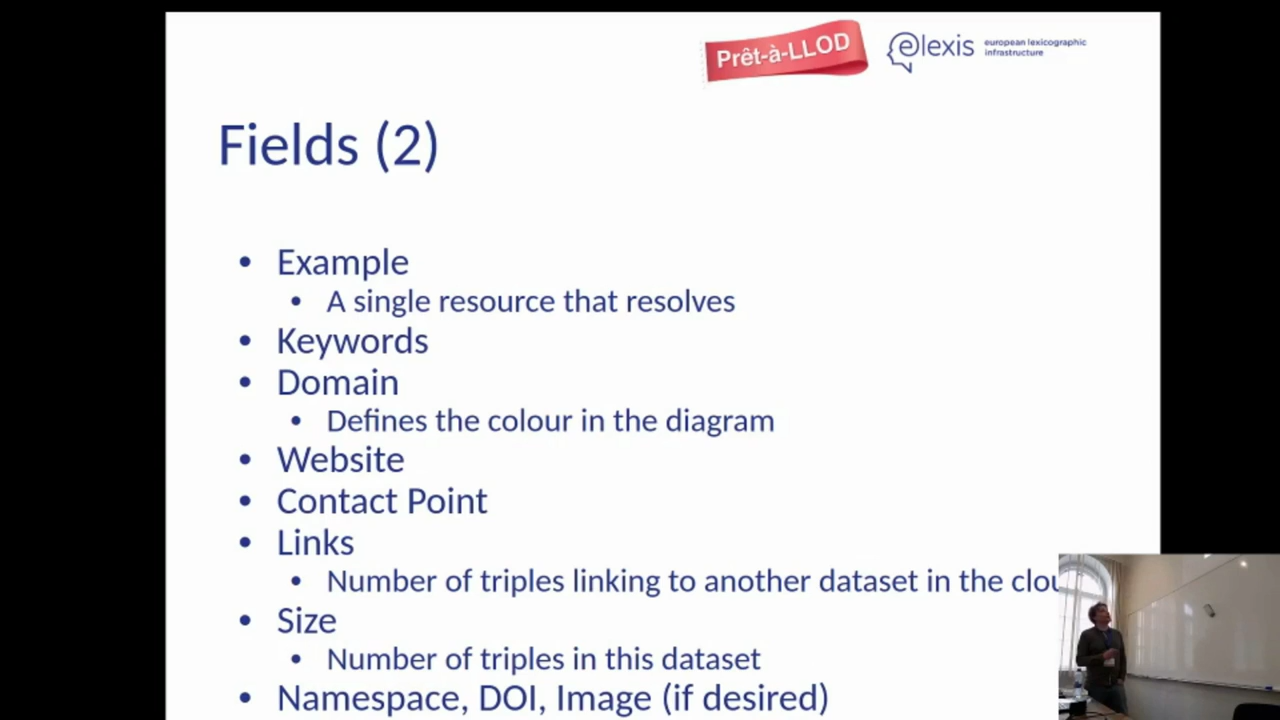 Prêt-à-LLOD
elexis european lexicographic
infrastructure
Fields (2)
• Example
• A single resource that resolves
• Keywords
• Domain
• Defines the colour in the diagram
• Website
• Contact Point
• Links
• Number of triples linking to another dataset in the clou
• Size
• Number of triples in this dataset
• Namespace, DOI, Image (if desired)